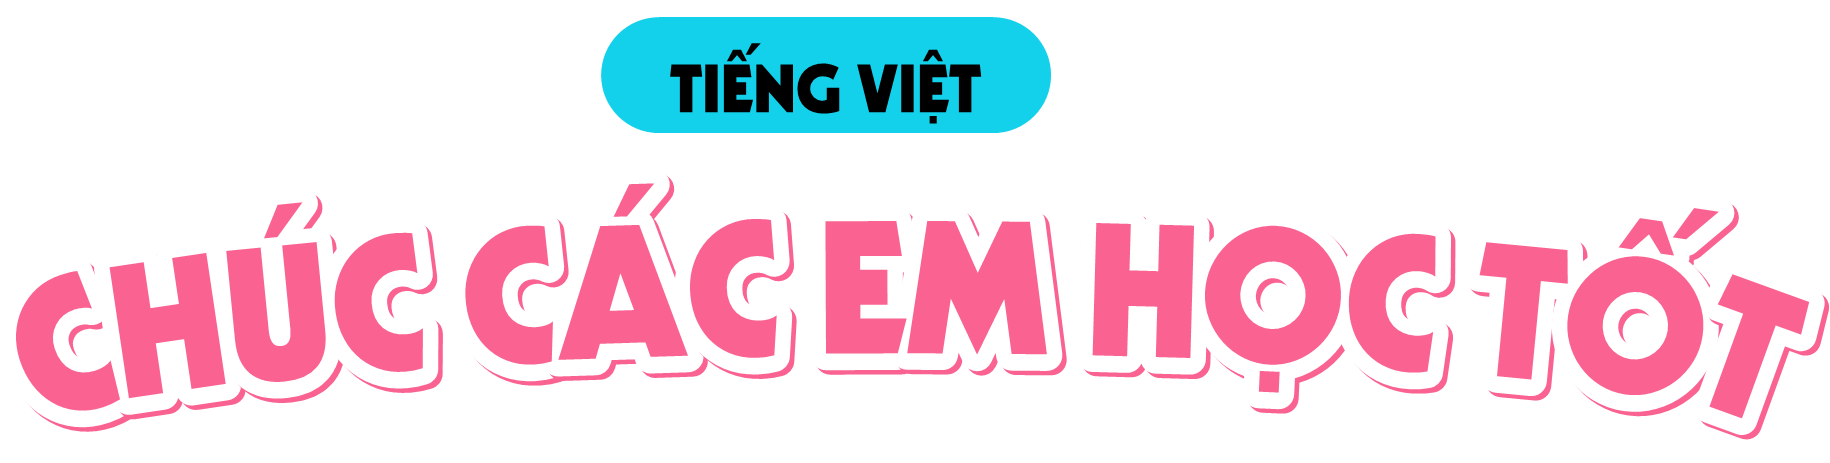 TIẾNG VIỆT
CHÚC CÁC EM HỌC TỐT